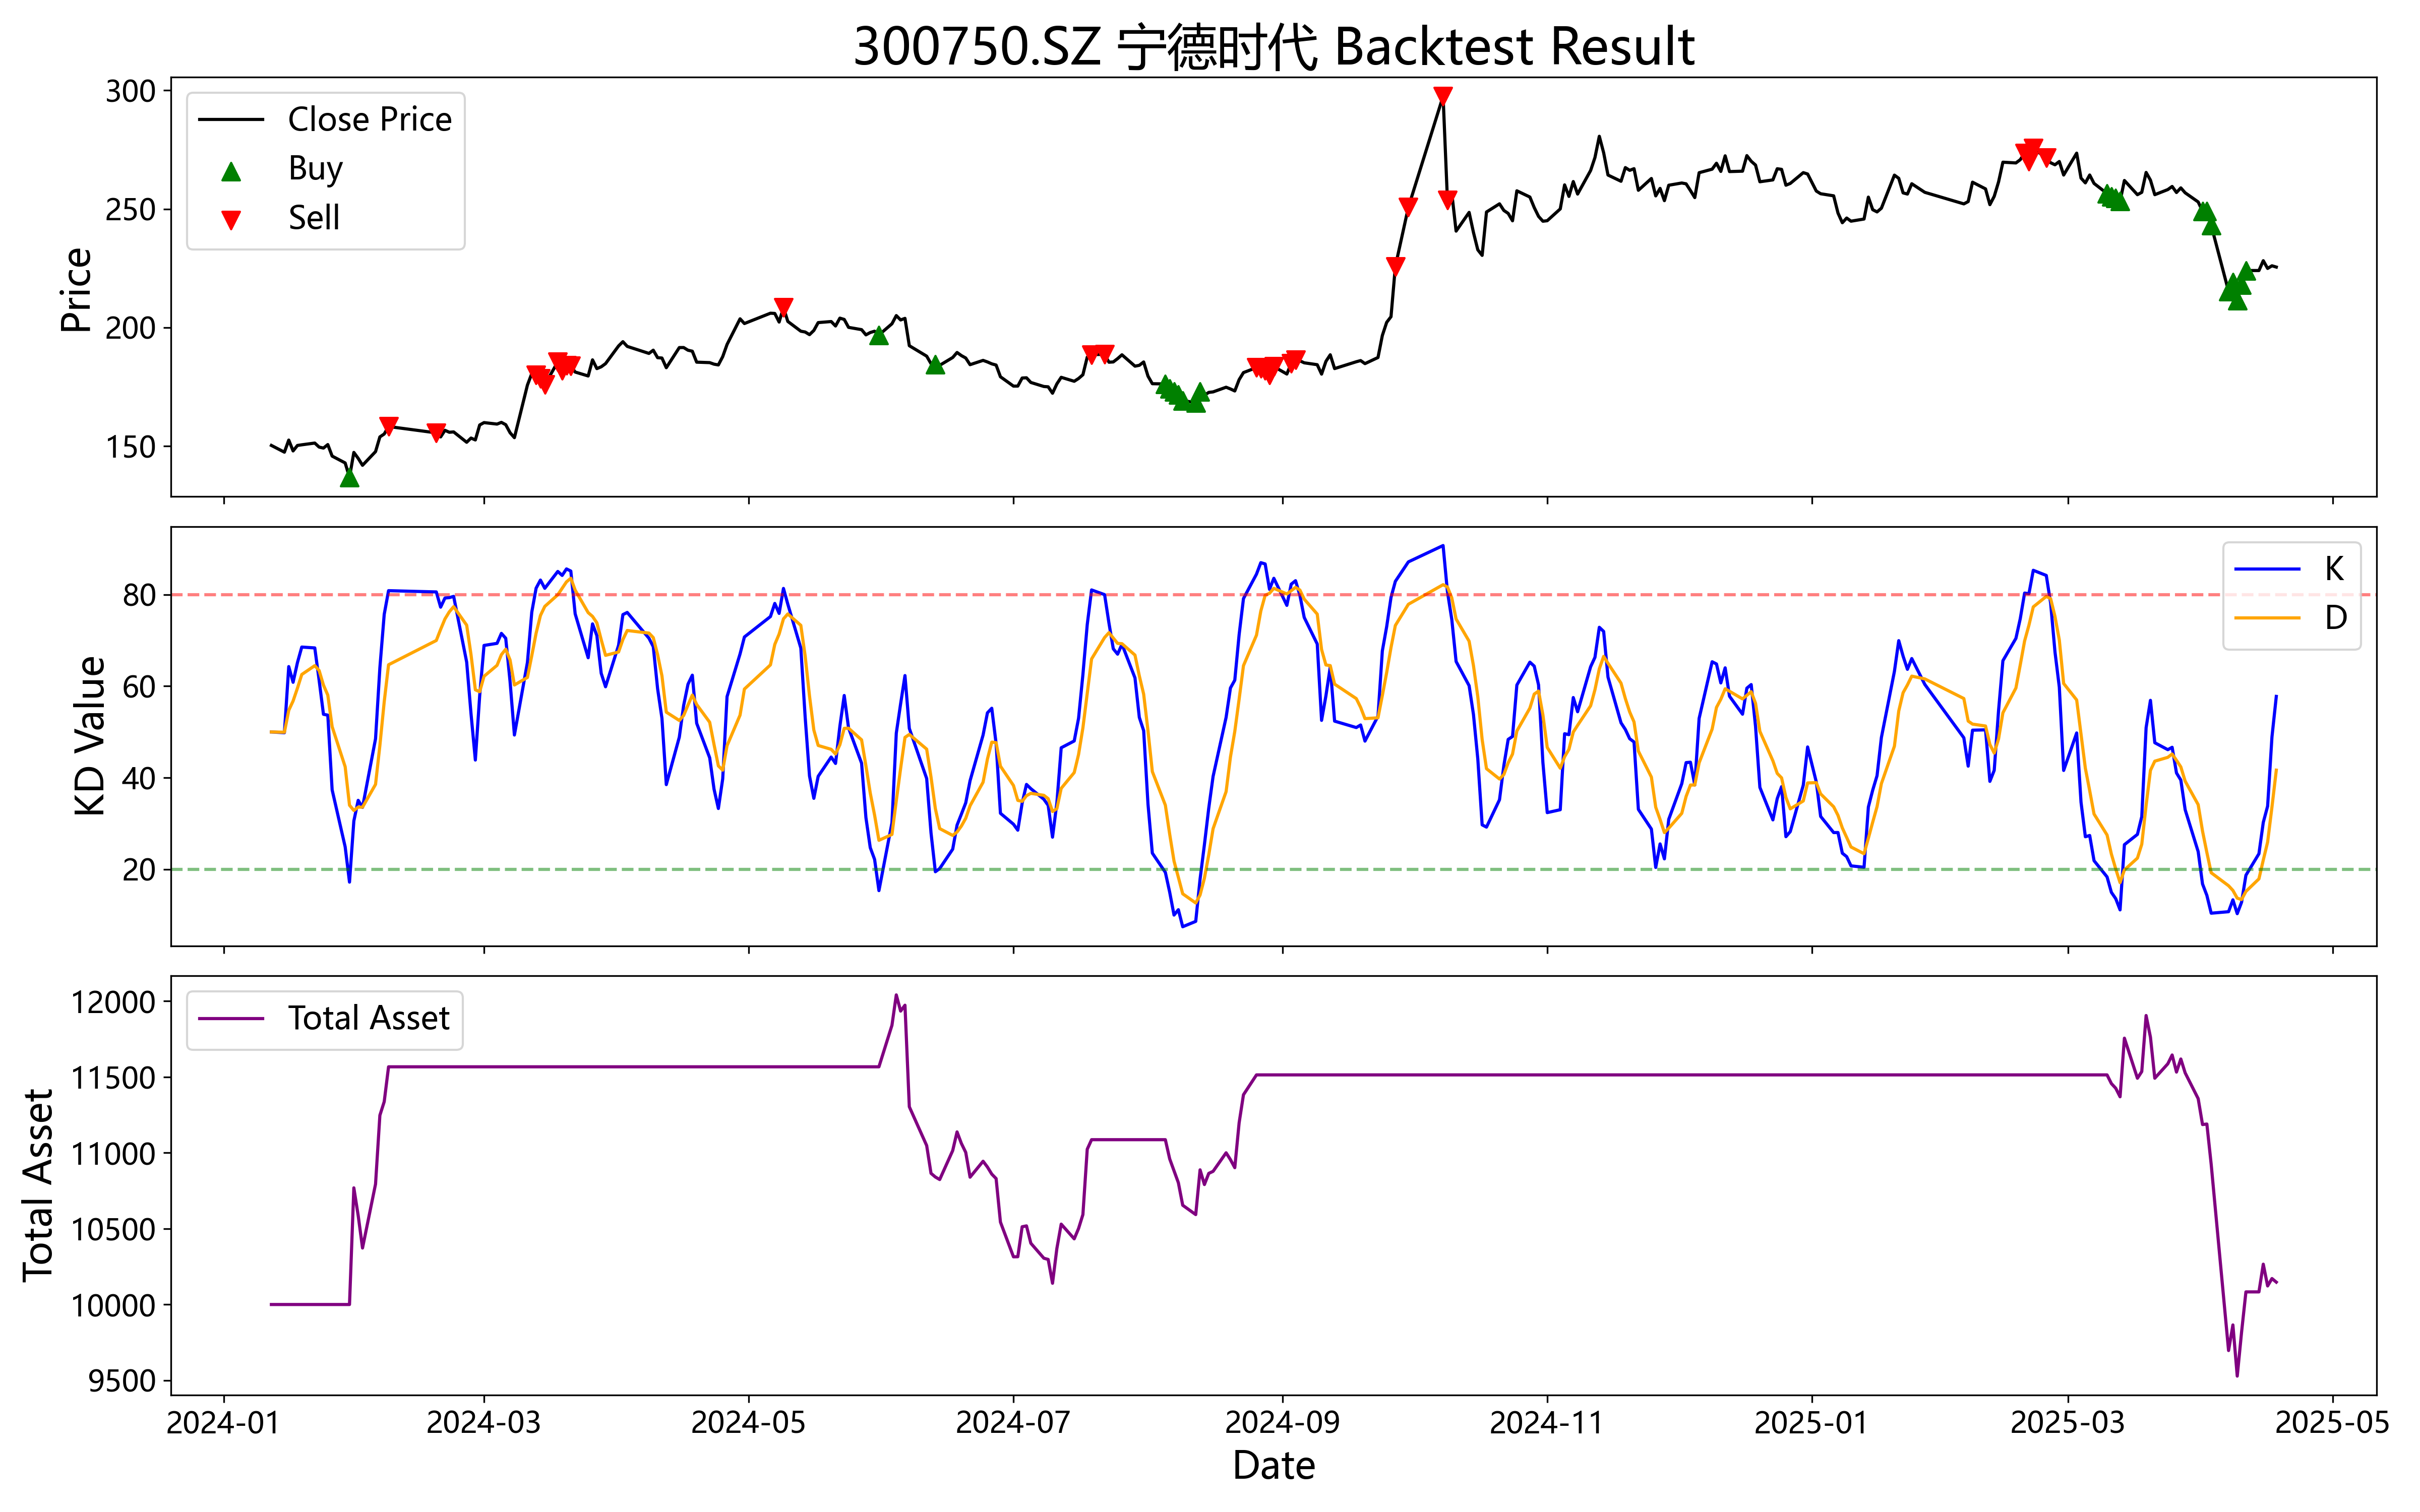 300750.SZ 宁德时代 Backtest Result
300
250
200
150
Price
Close Price
Buy
Sell
80
60
40
20
KD Value
K
D
12000
11500
11000
10500
10000
9500
Total Asset
Total Asset
2024-01 2024-03 2024-05 2024-07 2024-09 2024-11 2025-01 2025-03 2025-05
Date